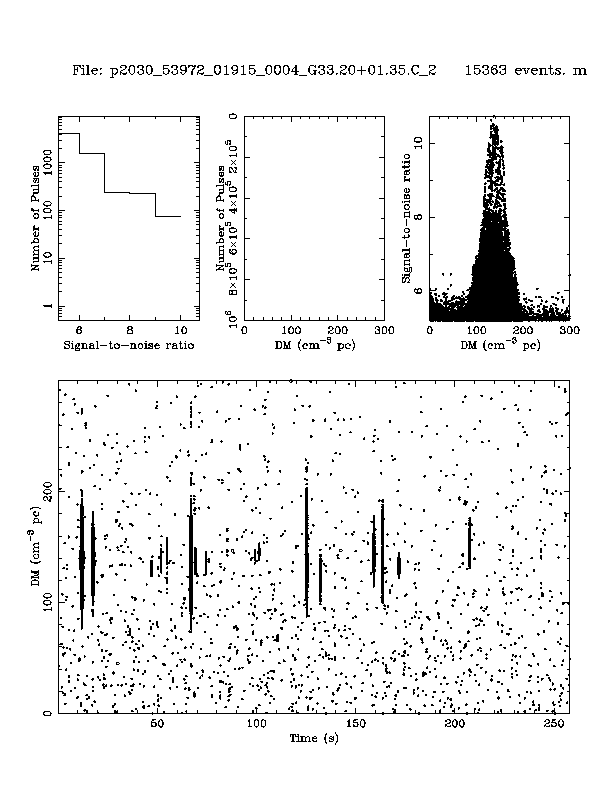 File: p2030_53972_01915_0004_G33.20+01.35.C_2 15363 events. m
Number of Pulses
1 10 100 1000
6 8 10
Signal-to-noise ratio
Number of Pulses
0 2×10⁵ 4×10⁵ 6×10⁵ 8×10⁵ 10⁶
0 100 200 300
DM (cm⁻³ pc)
Signal-to-noise ratio
6 8 10
0 100 200 300
DM (cm⁻³ pc)
DM (cm⁻³ pc)
0 100 200
50 100 150 200 250
Time (s)